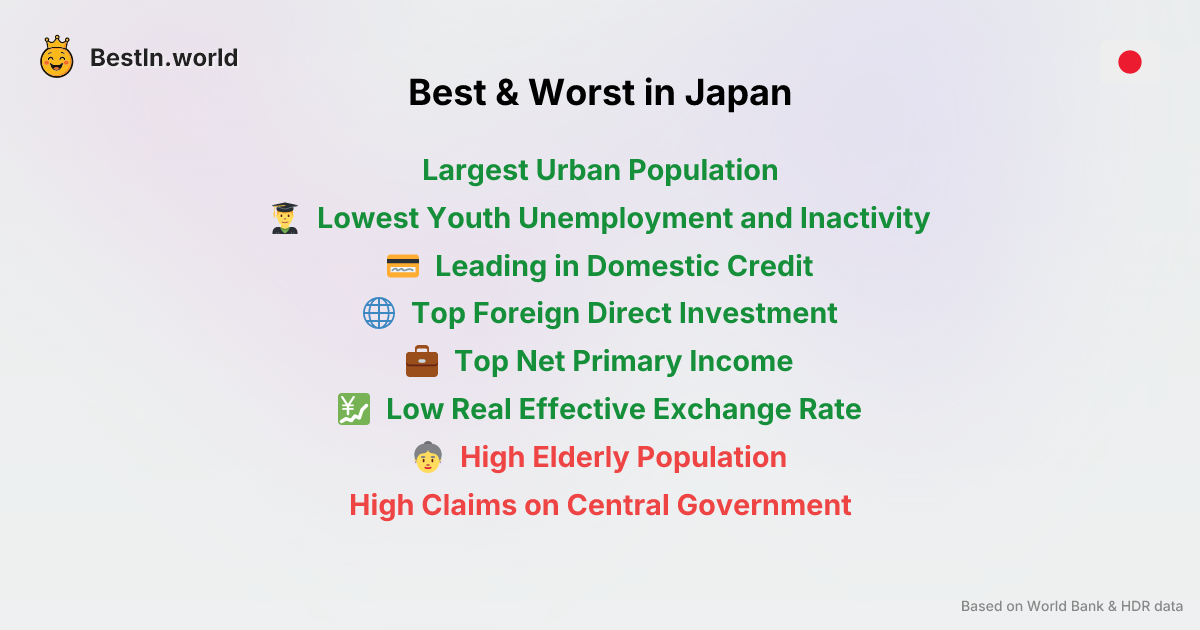 BestIn.world
Best & Worst in Japan
Largest Urban Population
Lowest Youth Unemployment and Inactivity
Leading in Domestic Credit
Top Foreign Direct Investment
Top Net Primary Income
Low Real Effective Exchange Rate
High Elderly Population
High Claims on Central Government
Based on World Bank & HDR data